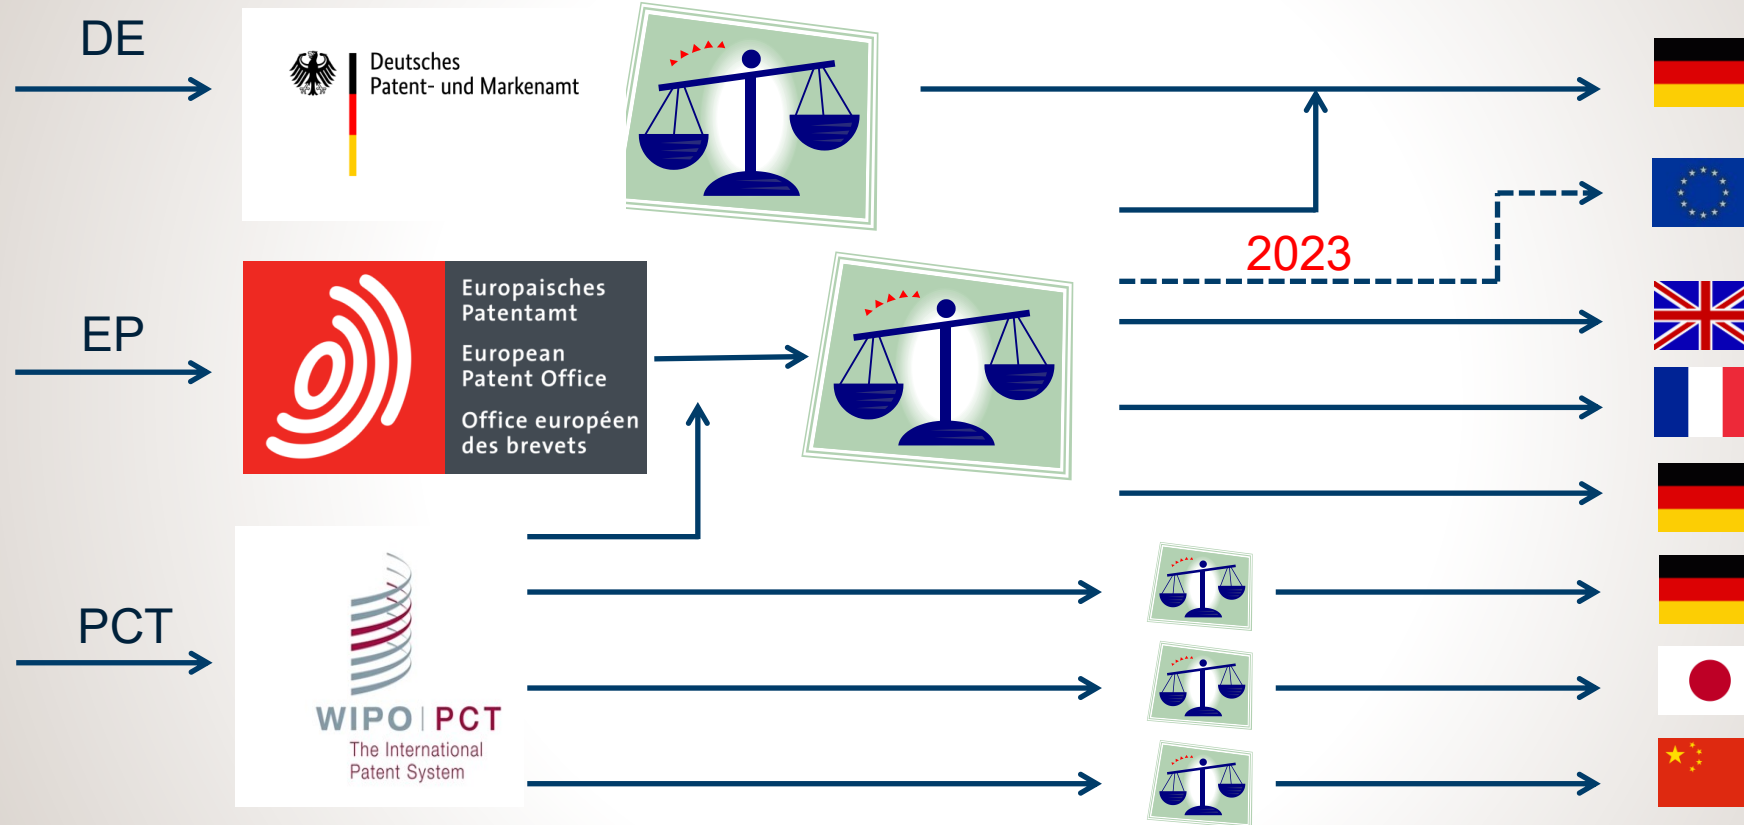 DE
Deutsches
Patent- und Markenamt
2023
EP
Europäisches
Patentamt
European
Patent Office
Office européen
des brevets
PCT
WIPO | PCT
The International
Patent System